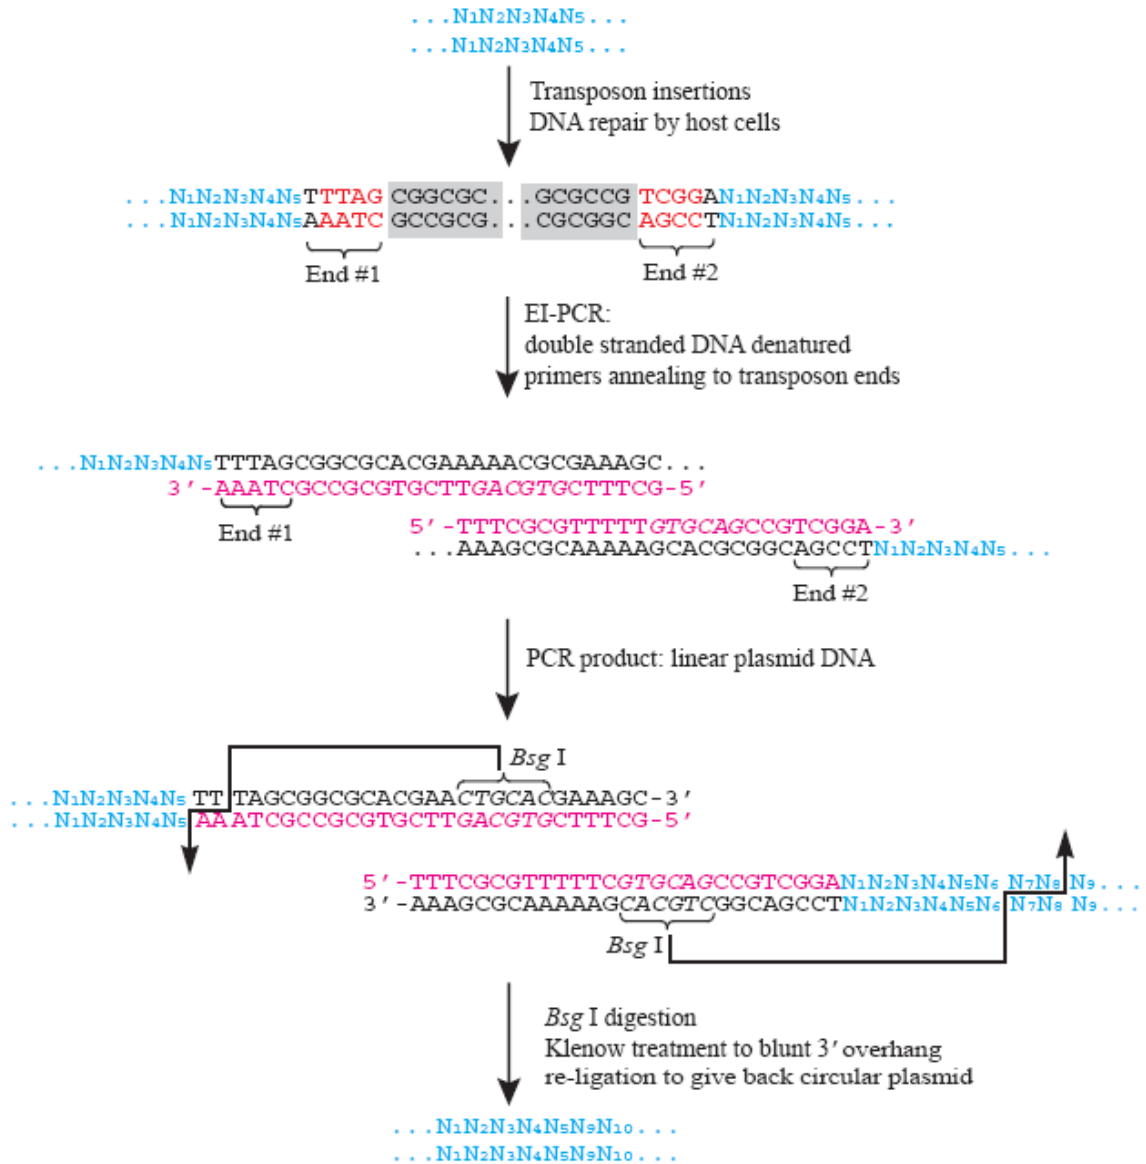 ...N₁N₂N₃N₄N₅...
...N₁N₂N₃N₄N₅...
Transposon insertions
DNA repair by host cells
...N₁N₂N₃N₄N₅TTTAG CGGCGC...GCGCCG TCGGAN₁N₂N₃N₄N₅...
...N₁N₂N₃N₄N₅AAATC GCCGCG...CGCGGC AGCCTN₁N₂N₃N₄N₅...
End #1 End #2
EI-PCR:
double stranded DNA denatured
primers annealing to transposon ends
...N₁N₂N₃N₄N₅TTTAGCGGCGCACGAAAAACGCGAAAGC...
3′-AAATCGCCGCGTGCTTGACGTGCTTTCG-5′
End #1
5′-TTTCGCGTTTTTGTGCAGCCGTCGGA-3′
...AAAGCGCAAAAAGCACGCGGCAGCCTN₁N₂N₃N₄N₅...
End #2
PCR product: linear plasmid DNA
Bsg I
...N₁N₂N₃N₄N₅ TT TAGCGGCGCACGAACTGCACGAAAGC-3′
...N₁N₂N₃N₄N₅ AAATCGCCGCGTGCTTGACGTGCTTTCG-5′
5′-TTTCGCGTTTTTCGTGCAGCCGTCGGAN₁N₂N₃N₄N₅N₆ N₇N₈ N₉...
3′-AAAGCGCAAAAAGCACGTCGGCAGCCTN₁N₂N₃N₄N₅N₆ N₇N₈ N₉...
Bsg I
Bsg I digestion
Klenow treatment to blunt 3′ overhang
re-ligation to give back circular plasmid
...N₁N₂N₃N₄N₅N₉N₁₀...
...N₁N₂N₃N₄N₅N₉N₁₀...